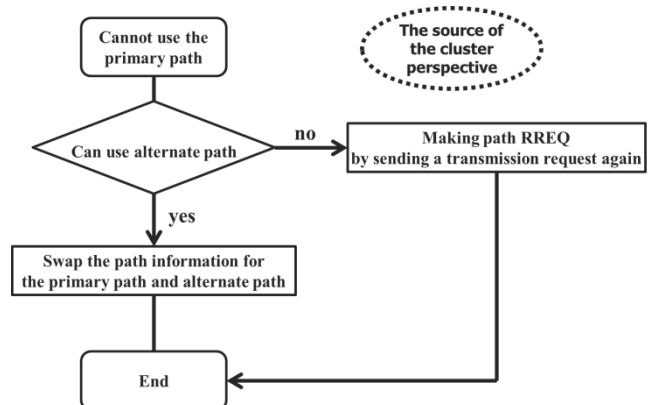 Cannot use the
primary path
The source of
the cluster
perspective
Can use alternate path
no
Making path RREQ
by sending a transmission request again
yes
Swap the path information for
the primary path and alternate path
End